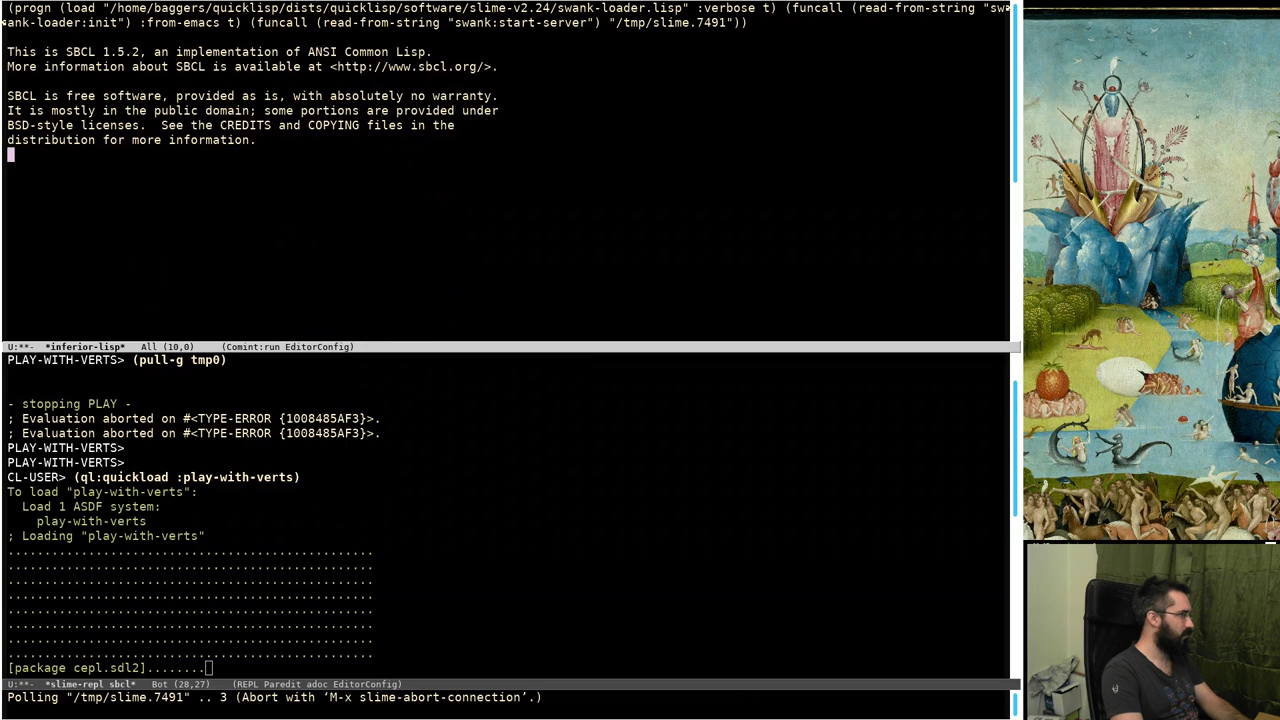 (progn (load "/home/baggers/quicklisp/dists/quicklisp/software/slime-v2.24/swank-loader.lisp" :verbose t) (funcall (read-from-string "sw
ank-loader:init") :from-emacs t) (funcall (read-from-string "swank:start-server") "/tmp/slime.7491"))
This is SBCL 1.5.2, an implementation of ANSI Common Lisp.
More information about SBCL is available at <http://www.sbcl.org/>.
SBCL is free software, provided as is, with absolutely no warranty.
It is mostly in the public domain; some portions are provided under
BSD-style licenses.  See the CREDITS and COPYING files in the
distribution for more information.
U:**-  *inferior-lisp*   All (10,0)    (Comint:run EditorConfig)
PLAY-WITH-VERTS> (pull-g tmp0)
- stopping PLAY -
; Evaluation aborted on #<TYPE-ERROR {1008485AF3}>.
; Evaluation aborted on #<TYPE-ERROR {1008485AF3}>.
PLAY-WITH-VERTS>
PLAY-WITH-VERTS>
CL-USER> (ql:quickload :play-with-verts)
To load "play-with-verts":
  Load 1 ASDF system:
    play-with-verts
; Loading "play-with-verts"
..................................................
..................................................
..................................................
..................................................
..................................................
..................................................
..................................................
..................................................
[package cepl.sdl2]........
U:**-  *slime-repl sbcl*   Bot (28,27)    (REPL Paredit adoc EditorConfig)
Polling "/tmp/slime.7491" .. 3 (Abort with ‘M-x slime-abort-connection’.)